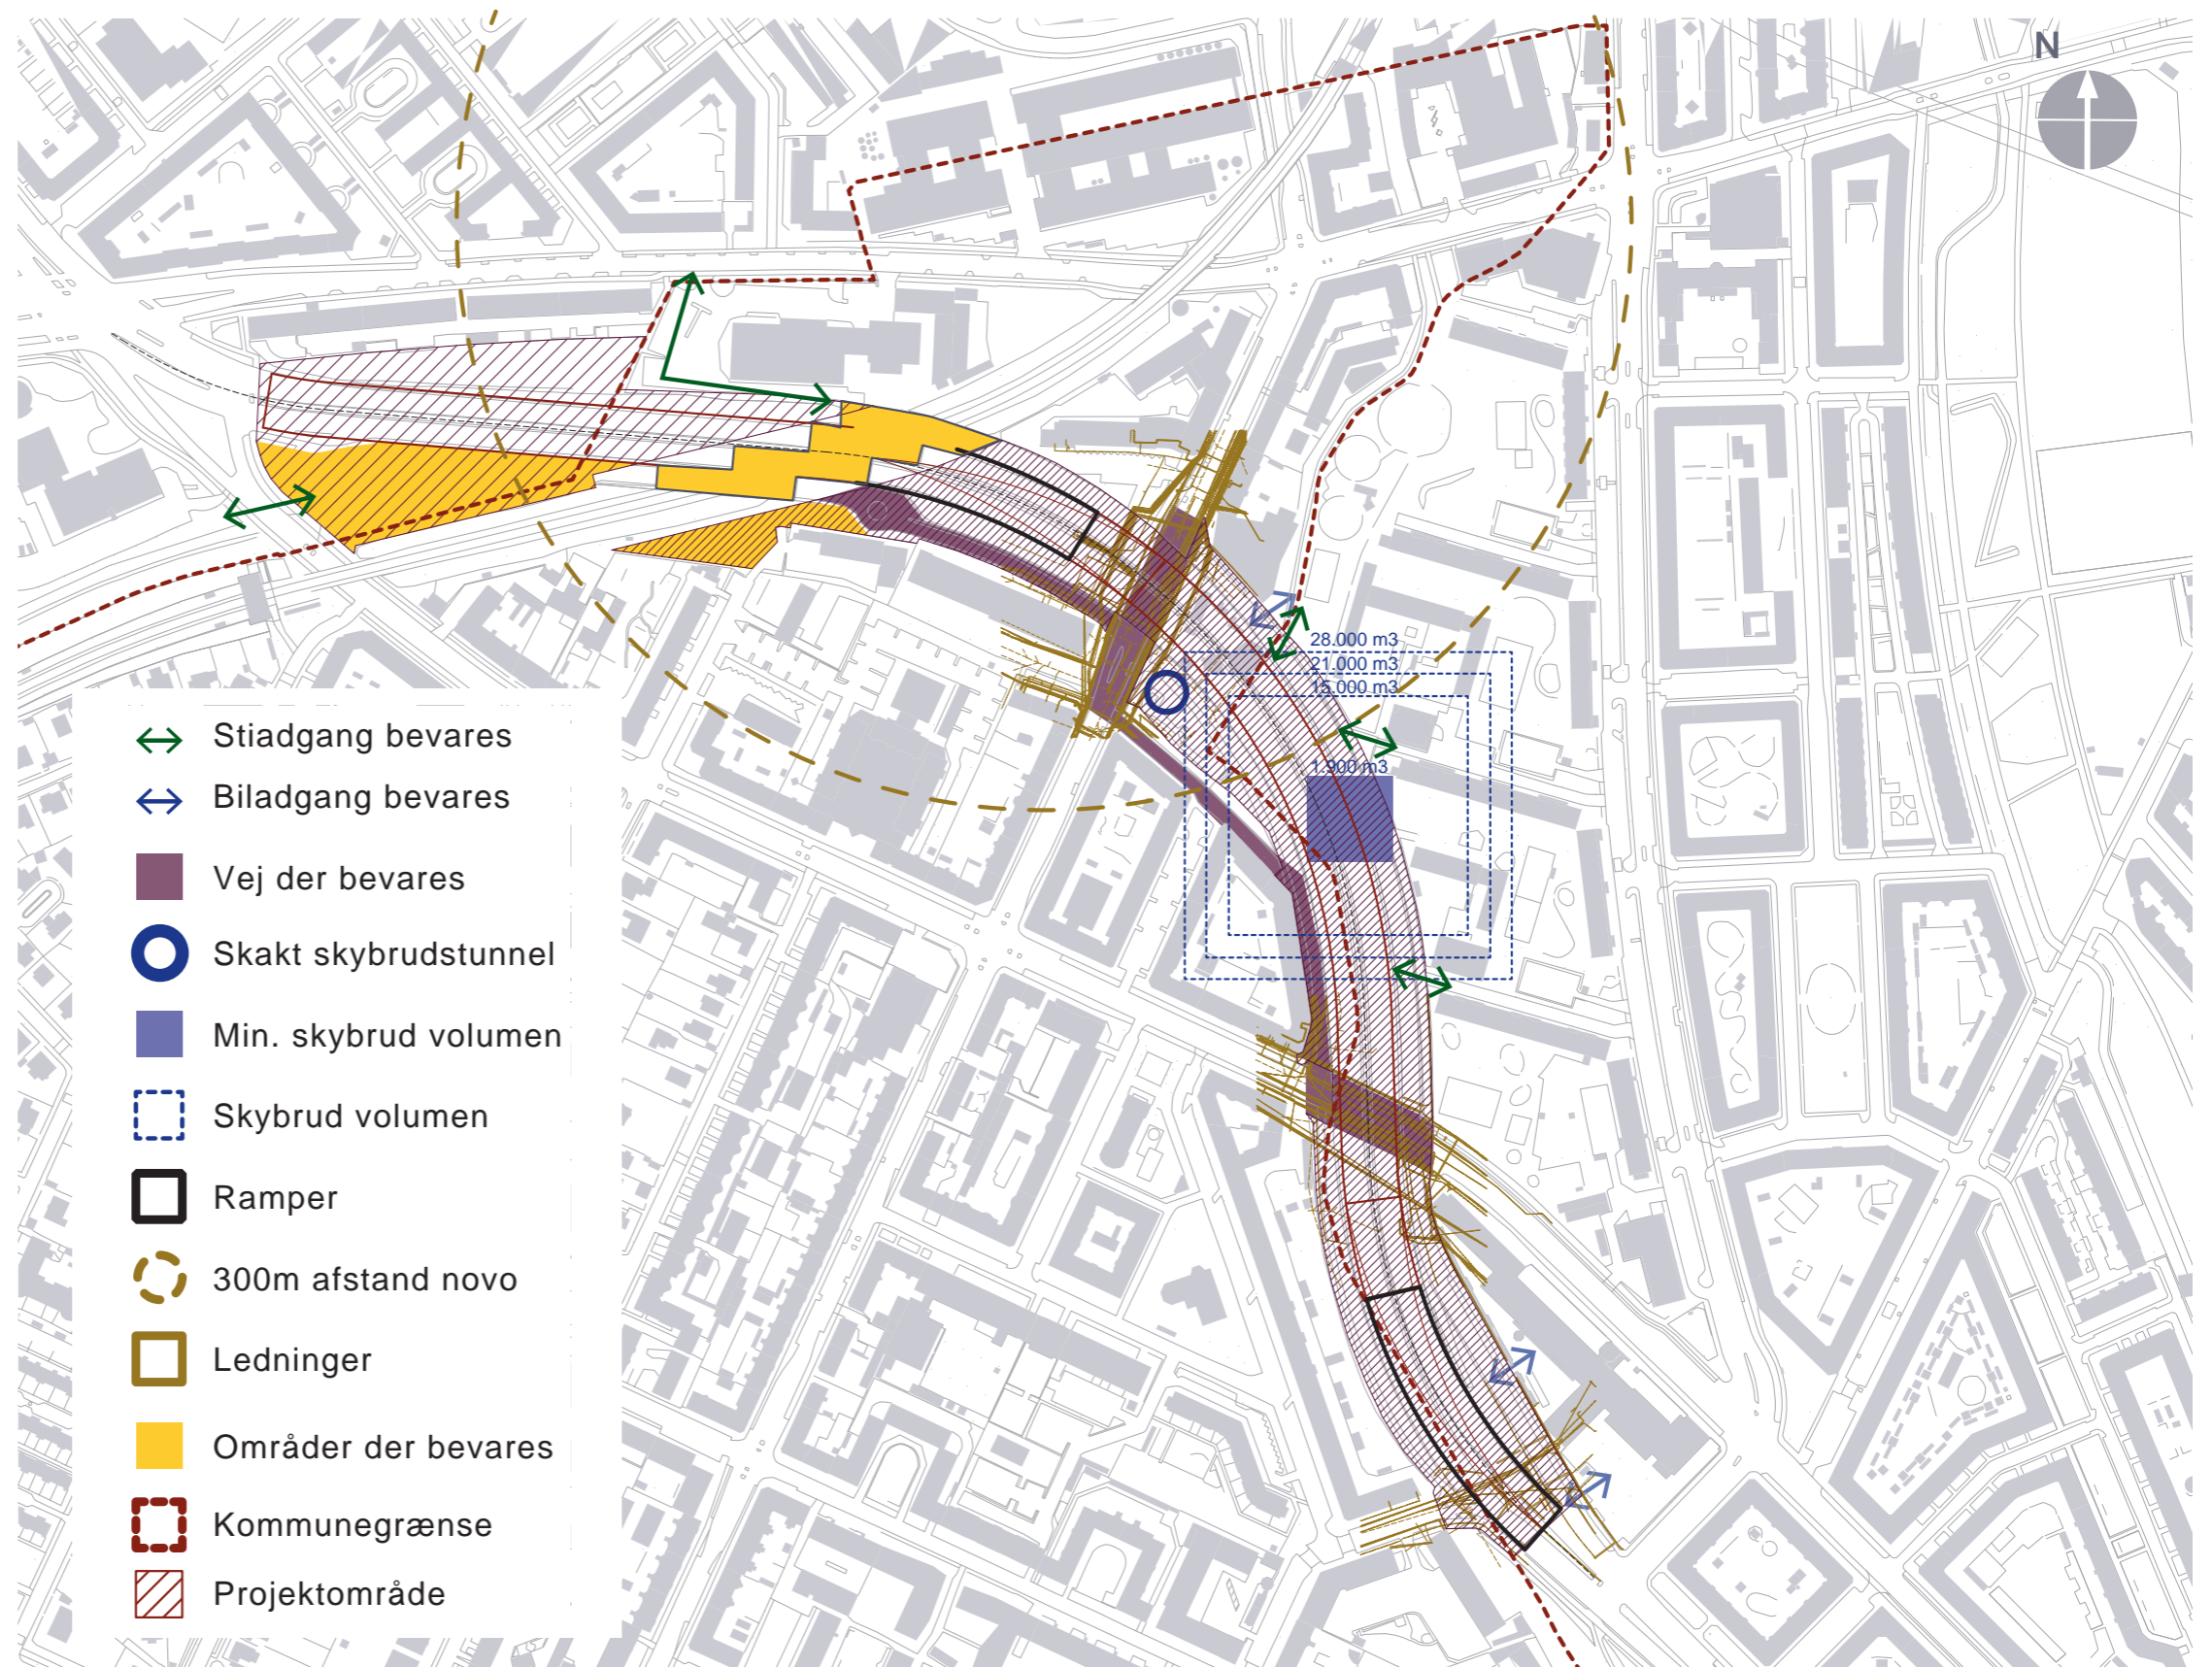 N
28.000 m3
21.000 m3
15.000 m3
1.900 m3
Stiadgang bevares
Biladgang bevares
Vej der bevares
Skakt skybrudstunnel
Min. skybrud volumen
Skybrud volumen
Ramper
300m afstand novo
Ledninger
Områder der bevares
Kommunegrænse
Projektområde